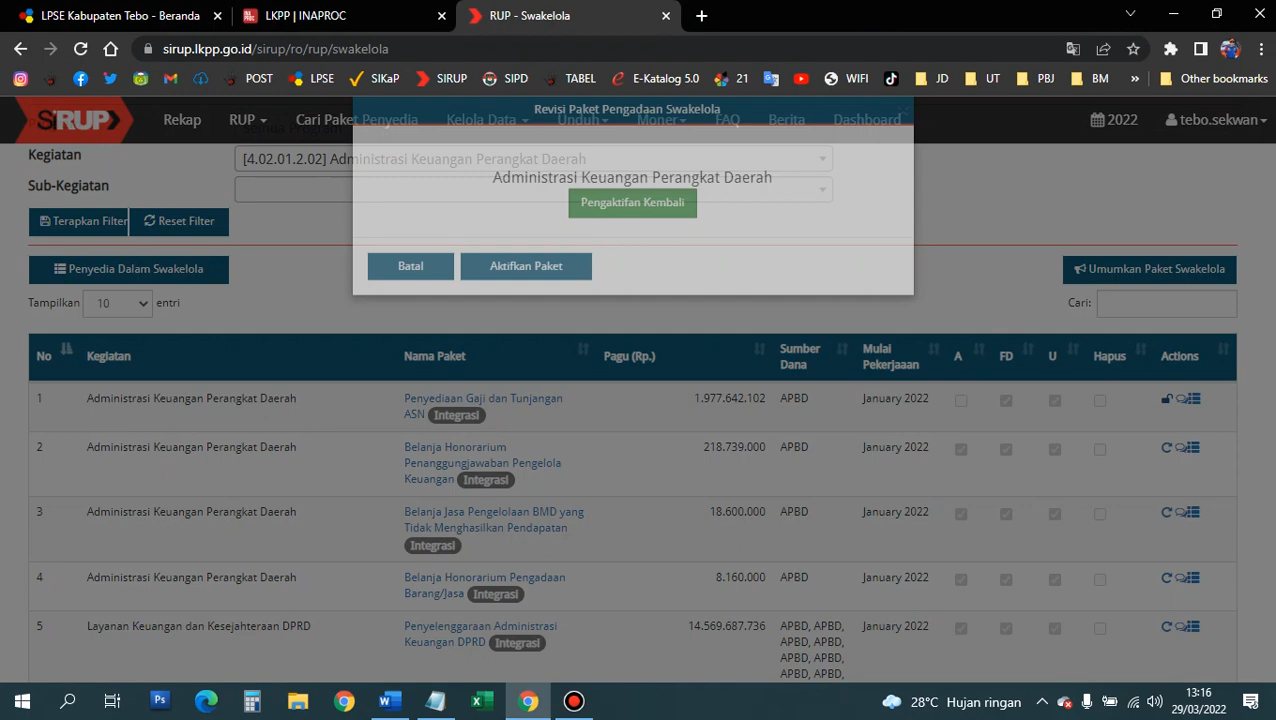 LPSE Kabupaten Tebo - Beranda
LKPP | INAPROC
RUP - Swakelola
sirup.lkpp.go.id/sirup/ro/rup/swakelola
POST LPSE SIKaP SIRUP SIPD TABEL E-Katalog 5.0 21 WIFI JD UT PBJ BM » Other bookmarks
Revisi Paket Pengadaan Swakelola
SiRUP Rekap RUP Cari Paket Penyedia Kelola Data Unduh Monev FAQ Berita Dashboard 2022 tebo.sekwan
Semua Program
Kegiatan [4.02.01.2.02] Administrasi Keuangan Perangkat Daerah
Administrasi Keuangan Perangkat Daerah
Sub-Kegiatan
Pengaktifan Kembali
Terapkan Filter Reset Filter
Batal Aktifkan Paket
Penyedia Dalam Swakelola Umumkan Paket Swakelola
Tampilkan 10 entri Cari:
No Kegiatan Nama Paket Pagu (Rp.) Sumber Dana Mulai Pekerjaaan A FD U Hapus Actions
1 Administrasi Keuangan Perangkat Daerah Penyediaan Gaji dan Tunjangan 1.977.642.102 APBD January 2022
ASN Integrasi
2 Administrasi Keuangan Perangkat Daerah Belanja Honorarium 218.739.000 APBD January 2022
Penanggungjawaban Pengelola
Keuangan Integrasi
3 Administrasi Keuangan Perangkat Daerah Belanja Jasa Pengelolaan BMD yang 18.600.000 APBD January 2022
Tidak Menghasilkan Pendapatan
Integrasi
4 Administrasi Keuangan Perangkat Daerah Belanja Honorarium Pengadaan 8.160.000 APBD January 2022
Barang/Jasa Integrasi
5 Layanan Keuangan dan Kesejahteraan DPRD Penyelenggaraan Administrasi 14.569.687.736 APBD, APBD, January 2022
Keuangan DPRD Integrasi APBD, APBD,
APBD, APBD,
APBD, APBD,
Ps
28°C Hujan ringan
13:16
29/03/2022